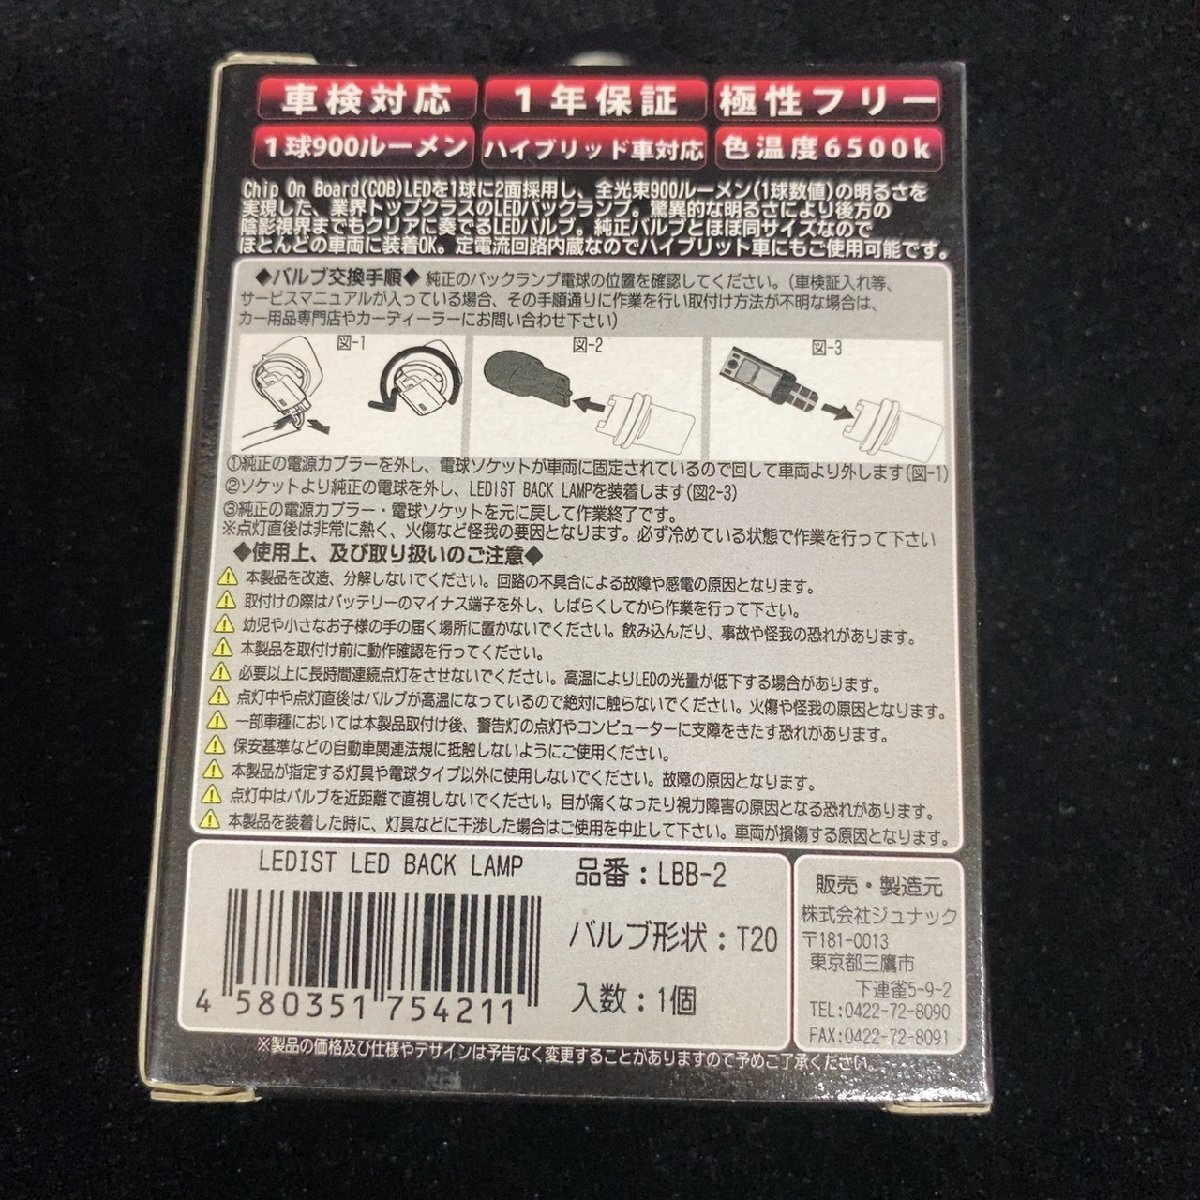 車検対応 1年保証 極性フリー
1球900ルーメン ハイブリッド車対応 色温度6500k
Chip On Board(COB)LEDを1球に2面採用し、全光束900ルーメン(1球数値)の明るさを
実現した、業界トップクラスのLEDバックランプ。驚異的な明るさにより後方の
陰影視界までもクリアに奏でるLEDバルブ。純正バルブとほぼ同サイズなので
ほとんどの車両に装着OK。定電流回路内蔵なのでハイブリット車にもご使用可能です。
◆バルブ交換手順◆ 純正のバックランプ電球の位置を確認してください。(車検証入れ等、
サービスマニュアルが入っている場合、その手順通りに作業を行い取付け方法が不明な場合は、
カー用品専門店やカーディーラーにお問い合わせ下さい)
図-1 図-2 図-3
①純正の電源カプラーを外し、電球ソケットが車両に固定されているので回して車両より外します(図-1)
②ソケットより純正の電球を外し、LEDIST BACK LAMPを装着します(図2-3)
③純正の電源カプラー・電球ソケットを元に戻して作業終了です。
※点灯直後は非常に熱く、火傷など怪我の要因となります。必ず冷めている状態で作業を行って下さい
◆使用上、及び取り扱いのご注意◆
本製品を改造、分解しないでください。回路の不具合による故障や感電の原因となります。
取付けの際はバッテリーのマイナス端子を外し、しばらくしてから作業を行って下さい。
幼児や小さなお子様の手の届く場所に置かないでください。飲み込んだり、事故や怪我の恐れがあります。
本製品を取付け前に動作確認を行ってください。
必要以上に長時間連続点灯をさせないでください。高温によりLEDの光量が低下する場合があります。
点灯中や点灯直後はバルブが高温になっているので絶対に触らないでください。火傷や怪我の原因となります。
一部車種においては本製品取付け後、警告灯の点灯やコンピューターに支障をきたす恐れがあります。
保安基準などの自動車関連法規に抵触しないようにご使用ください。
本製品が指定する灯具や電球タイプ以外に使用しないでください。故障の原因となります。
点灯中はバルブを近距離で直視しないでください。目が痛くなったり視力障害の原因となる恐れがあります。
本製品を装着した時に、灯具などに干渉した場合はご使用を中止して下さい。車両が損傷する原因となります。
LEDIST LED BACK LAMP
4 580351 754211
品番：LBB-2
バルブ形状：T20
入数：1個
販売・製造元
株式会社ジュナック
〒181-0013
東京都三鷹市
下連雀5-9-2
TEL:0422-72-8090
FAX:0422-72-8091
※製品の価格及び仕様やデザインは予告なく変更することがありますので予めご了承ください。